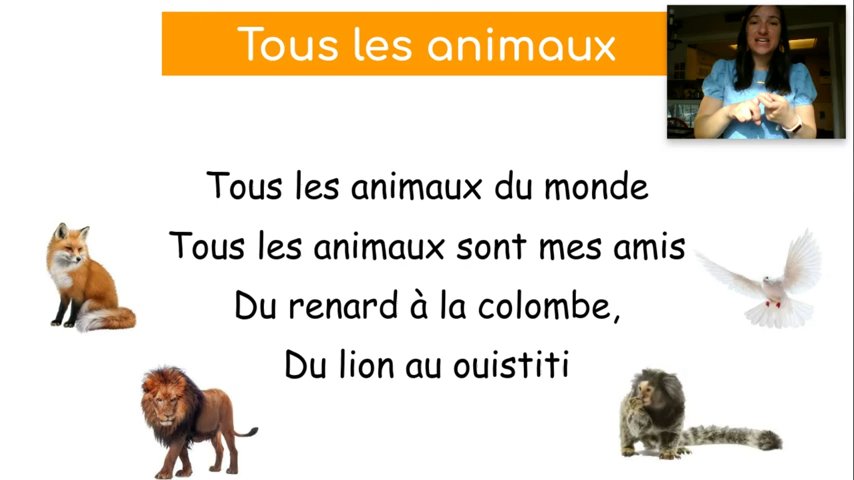 Tous les animaux
Tous les animaux du monde
Tous les animaux sont mes amis
Du renard à la colombe,
Du lion au ouistiti